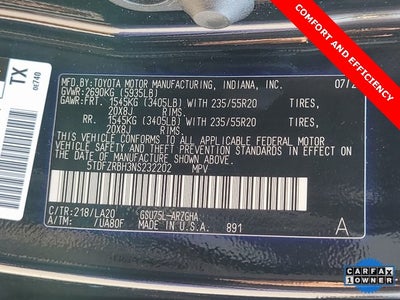 COMFORT AND EFFICIENCY
TX
0E740
MFD.BY:TOYOTA MOTOR MANUFACTURING, INDIANA, INC. 07/2
GVWR:2690KG (5935LB)
GAWR:FRT. 1545KG (3405LB) WITH 235/55R20 TIRES,
20X8J RIMS.
RR. 1545KG (3405LB) WITH 235/55R20 TIRES,
20X8J RIMS.
THIS VEHICLE CONFORMS TO ALL APPLICABLE FEDERAL MOTOR
VEHICLE SAFETY AND THEFT PREVENTION STANDARDS IN
EFFECT ON THE DATE OF MANUFACTURE SHOWN ABOVE.
5TDFZRBH3NS232202 MPV
C/TR:218/LA20 GSU75L-ARZGHA
A/TM: /UA80F MADE IN U.S.A. 891 A
CARFAX
1-OWNER